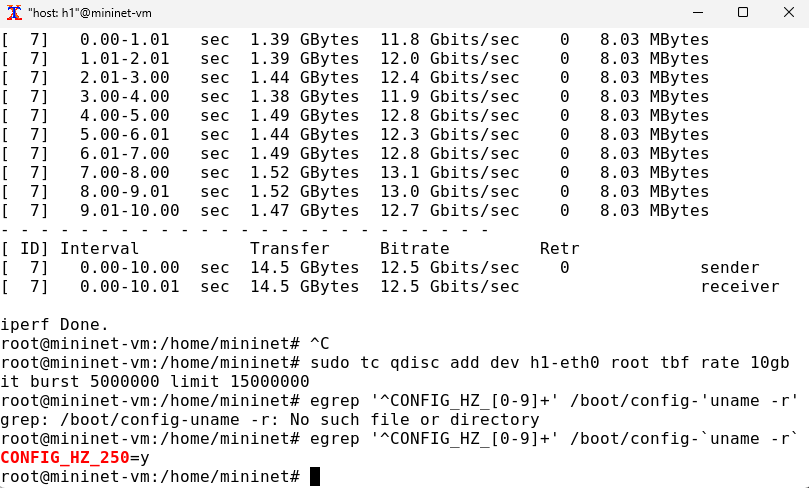 "host: h1"@mininet-vm
[  7]   0.00-1.01   sec  1.39 GBytes  11.8 Gbits/sec    0   8.03 MBytes
[  7]   1.01-2.01   sec  1.39 GBytes  12.0 Gbits/sec    0   8.03 MBytes
[  7]   2.01-3.00   sec  1.44 GBytes  12.4 Gbits/sec    0   8.03 MBytes
[  7]   3.00-4.00   sec  1.38 GBytes  11.9 Gbits/sec    0   8.03 MBytes
[  7]   4.00-5.00   sec  1.49 GBytes  12.8 Gbits/sec    0   8.03 MBytes
[  7]   5.00-6.01   sec  1.44 GBytes  12.3 Gbits/sec    0   8.03 MBytes
[  7]   6.01-7.00   sec  1.49 GBytes  12.8 Gbits/sec    0   8.03 MBytes
[  7]   7.00-8.00   sec  1.52 GBytes  13.1 Gbits/sec    0   8.03 MBytes
[  7]   8.00-9.01   sec  1.52 GBytes  13.0 Gbits/sec    0   8.03 MBytes
[  7]   9.01-10.00  sec  1.47 GBytes  12.7 Gbits/sec    0   8.03 MBytes
- - - - - - - - - - - - - - - - - - - - - - - - -
[ ID] Interval           Transfer     Bitrate         Retr
[  7]   0.00-10.00  sec  14.5 GBytes  12.5 Gbits/sec    0             sender
[  7]   0.00-10.01  sec  14.5 GBytes  12.5 Gbits/sec                  receiver

iperf Done.
root@mininet-vm:/home/mininet# ^C
root@mininet-vm:/home/mininet# sudo tc qdisc add dev h1-eth0 root tbf rate 10gb
it burst 5000000 limit 15000000
root@mininet-vm:/home/mininet# egrep '^CONFIG_HZ_[0-9]+' /boot/config-'uname -r'
grep: /boot/config-uname -r: No such file or directory
root@mininet-vm:/home/mininet# egrep '^CONFIG_HZ_[0-9]+' /boot/config-`uname -r`
CONFIG_HZ_250=y
root@mininet-vm:/home/mininet#